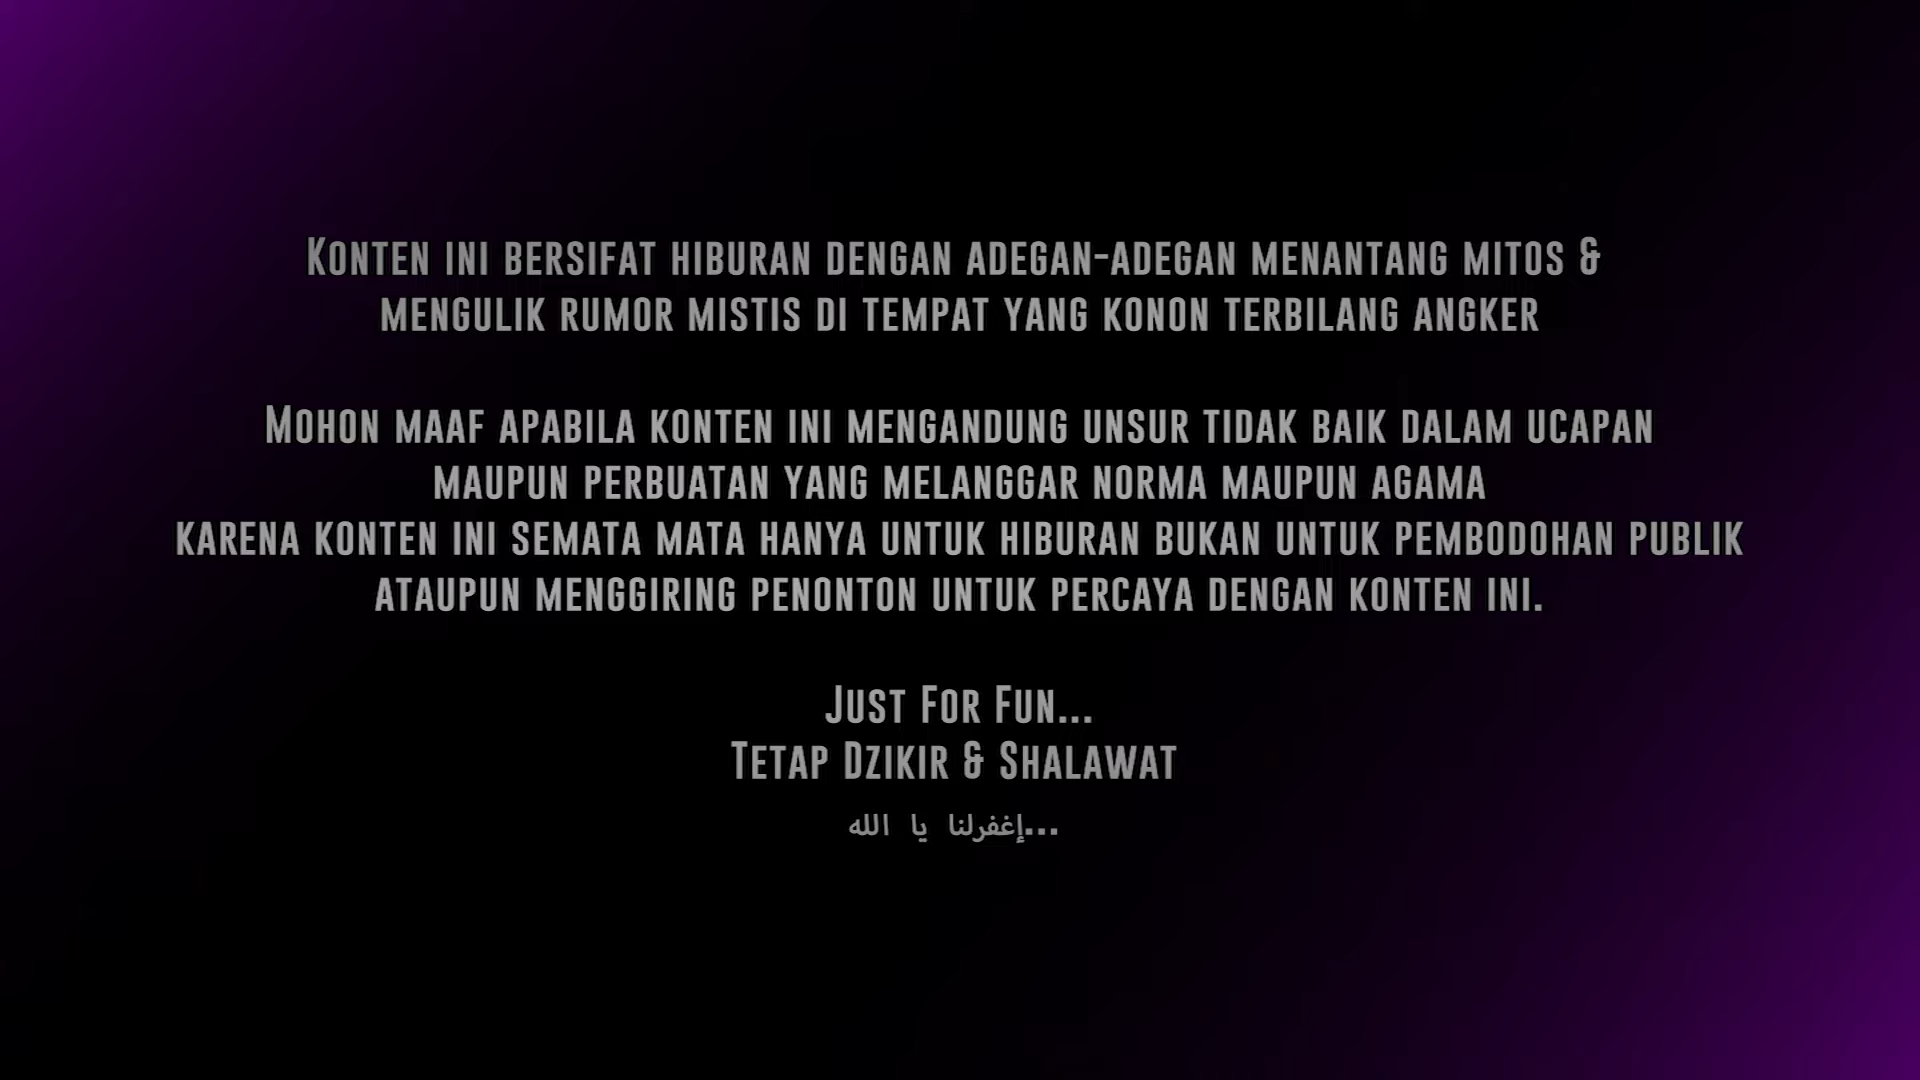 Konten ini bersifat hiburan dengan adegan-adegan menantang mitos &
mengulik rumor mistis di tempat yang konon terbilang angker
Mohon maaf apabila konten ini mengandung unsur tidak baik dalam ucapan
maupun perbuatan yang melanggar norma maupun agama
karena konten ini semata mata hanya untuk hiburan bukan untuk pembodohan publik
ataupun menggiring penonton untuk percaya dengan konten ini.
Just For Fun...
Tetap Dzikir & Shalawat
...إغفرلنا يا الله